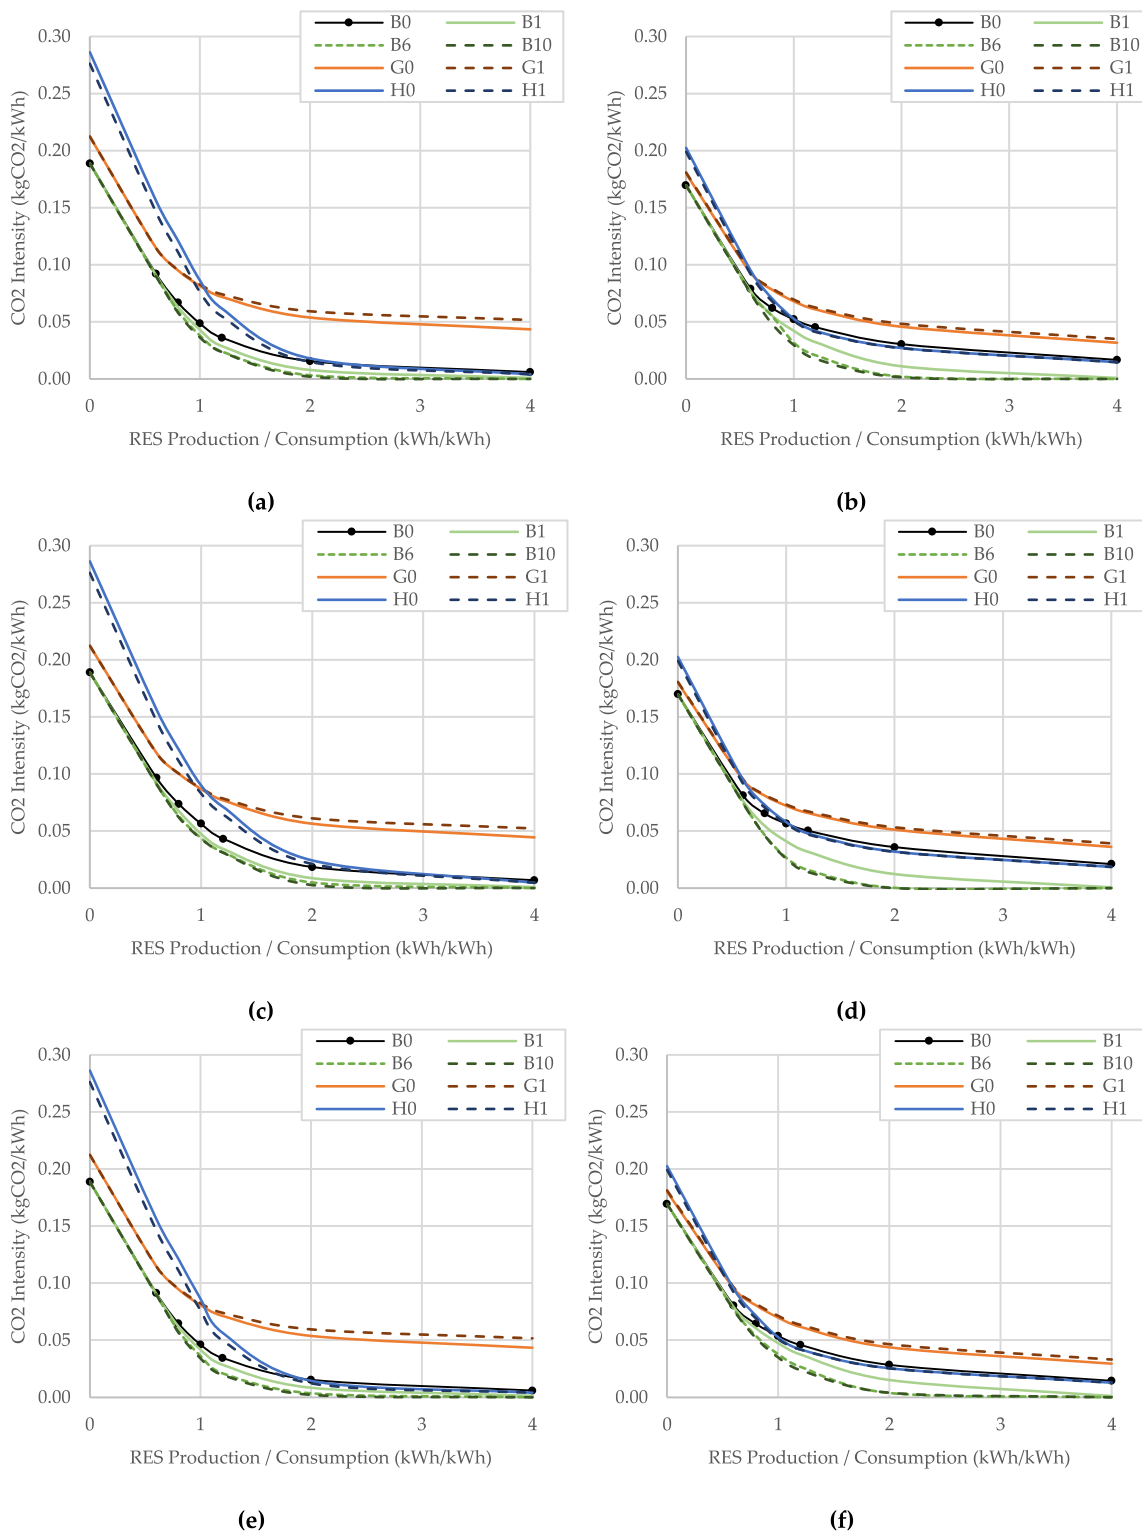 B0 B1
B6 B10
G0 G1
H0 H1
0.30
0.25
0.20
0.15
0.10
0.05
0.00
CO2 Intensity (kgCO2/kWh)
0 1 2 3 4
RES Production / Consumption (kWh/kWh)
(a)
B0 B1
B6 B10
G0 G1
H0 H1
0.30
0.25
0.20
0.15
0.10
0.05
0.00
CO2 Intensity (kgCO2/kWh)
0 1 2 3 4
RES Production / Consumption (kWh/kWh)
(b)
B0 B1
B6 B10
G0 G1
H0 H1
0.30
0.25
0.20
0.15
0.10
0.05
0.00
CO2 Intensity (kgCO2/kWh)
0 1 2 3 4
RES Production / Consumption (kWh/kWh)
(c)
B0 B1
B6 B10
G0 G1
H0 H1
0.30
0.25
0.20
0.15
0.10
0.05
0.00
CO2 Intensity (kgCO2/kWh)
0 1 2 3 4
RES Production / Consumption (kWh/kWh)
(d)
B0 B1
B6 B10
G0 G1
H0 H1
0.30
0.25
0.20
0.15
0.10
0.05
0.00
CO2 Intensity (kgCO2/kWh)
0 1 2 3 4
RES Production / Consumption (kWh/kWh)
(e)
B0 B1
B6 B10
G0 G1
H0 H1
0.30
0.25
0.20
0.15
0.10
0.05
0.00
CO2 Intensity (kgCO2/kWh)
0 1 2 3 4
RES Production / Consumption (kWh/kWh)
(f)